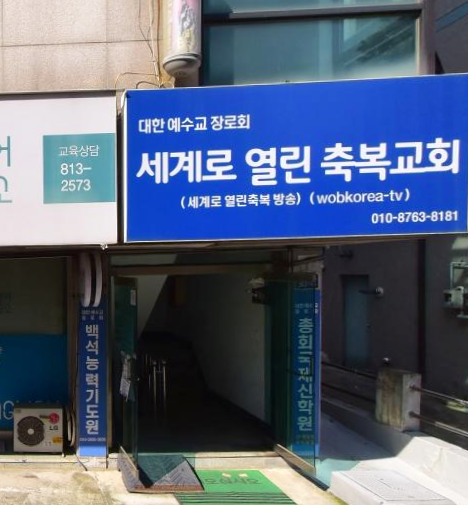 교육상담
813-
2573
대한 예수교 장로회
세계로 열린 축복교회
(세계로 열린축복 방송) (wobkorea-tv)
010-8763-8181
백석능력기도원
총회국제신학원
LG